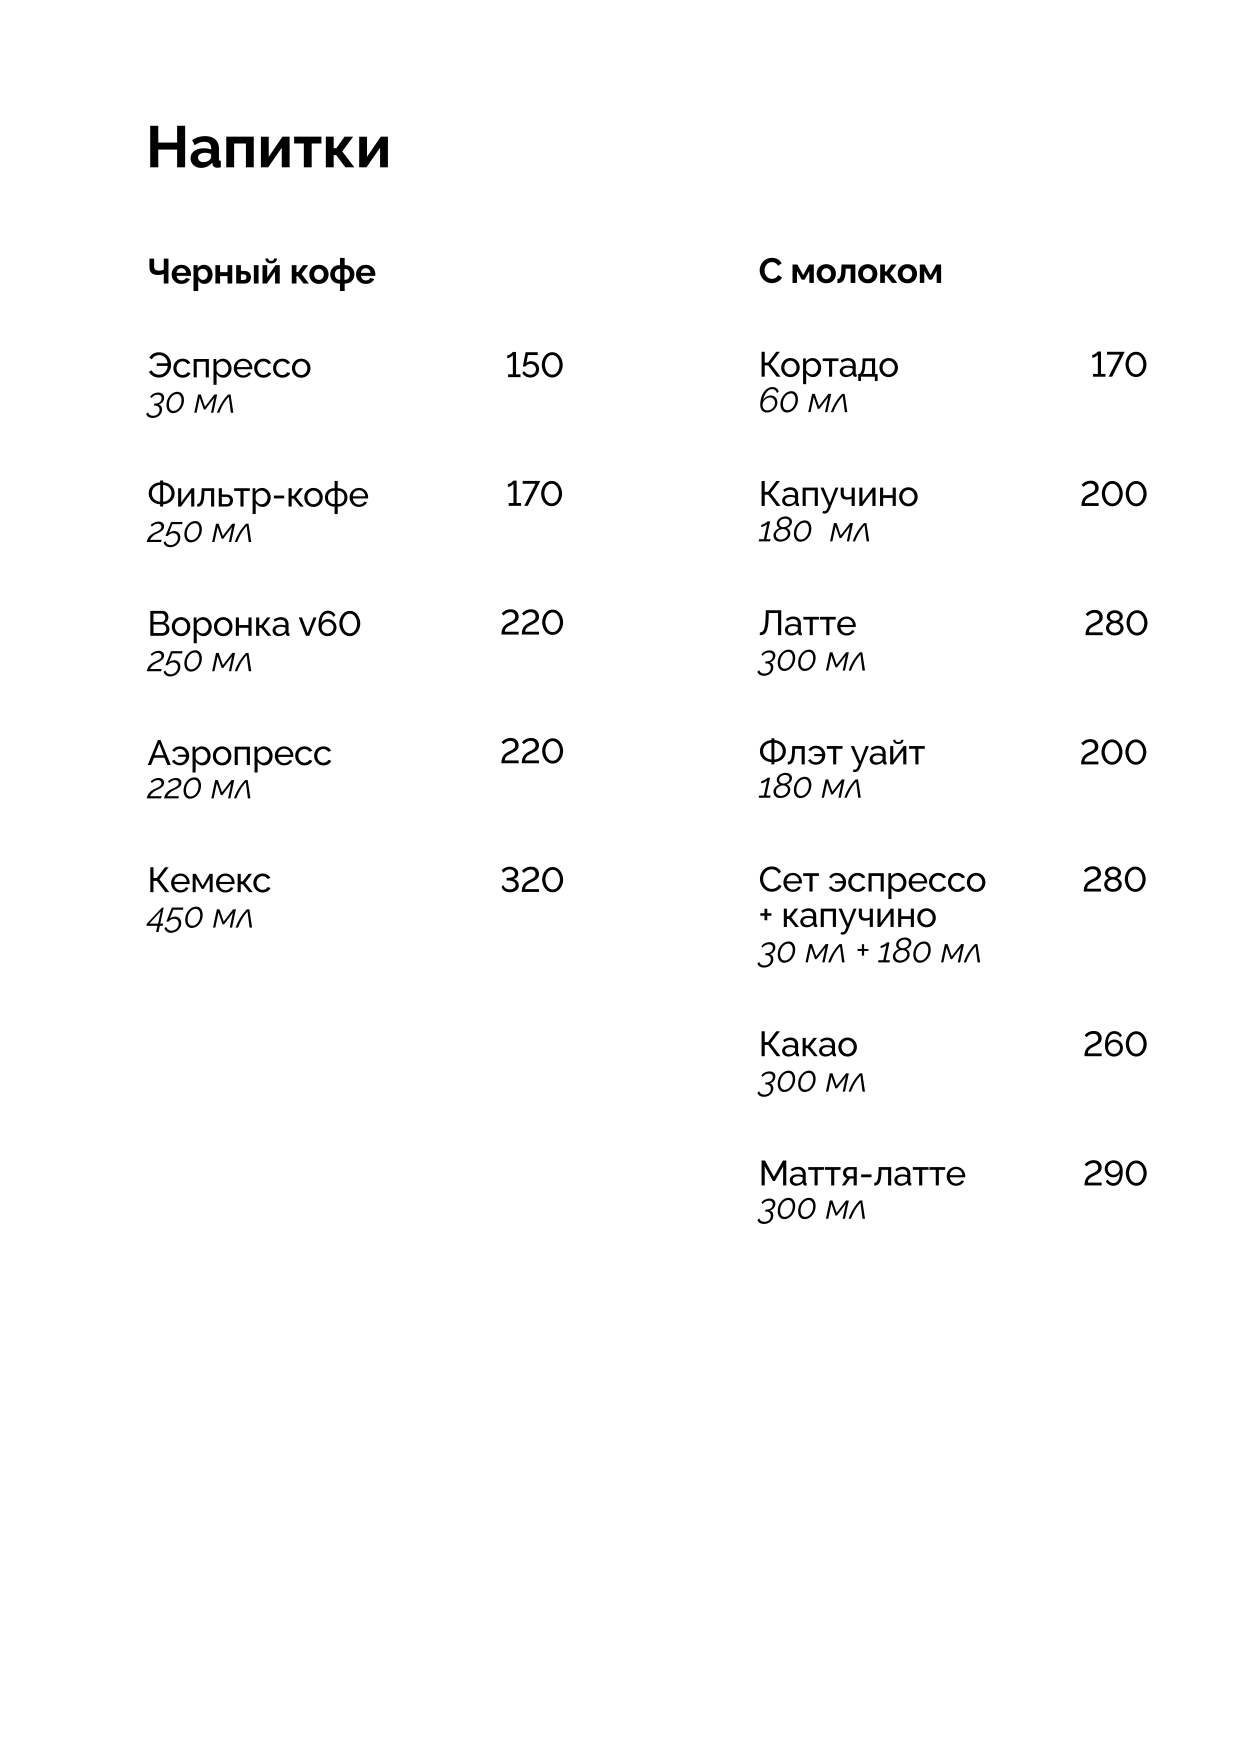 Напитки
Черный кофе
Эспрессо 150
30 мл
Фильтр-кофе 170
250 мл
Воронка v60 220
250 мл
Аэропресс 220
220 мл
Кемекс 320
450 мл
С молоком
Кортадо 170
60 мл
Капучино 200
180  мл
Латте 280
300 мл
Флэт уайт 200
180 мл
Сет эспрессо 280
+ капучино
30 мл + 180 мл
Какао 260
300 мл
Маття-латте 290
300 мл